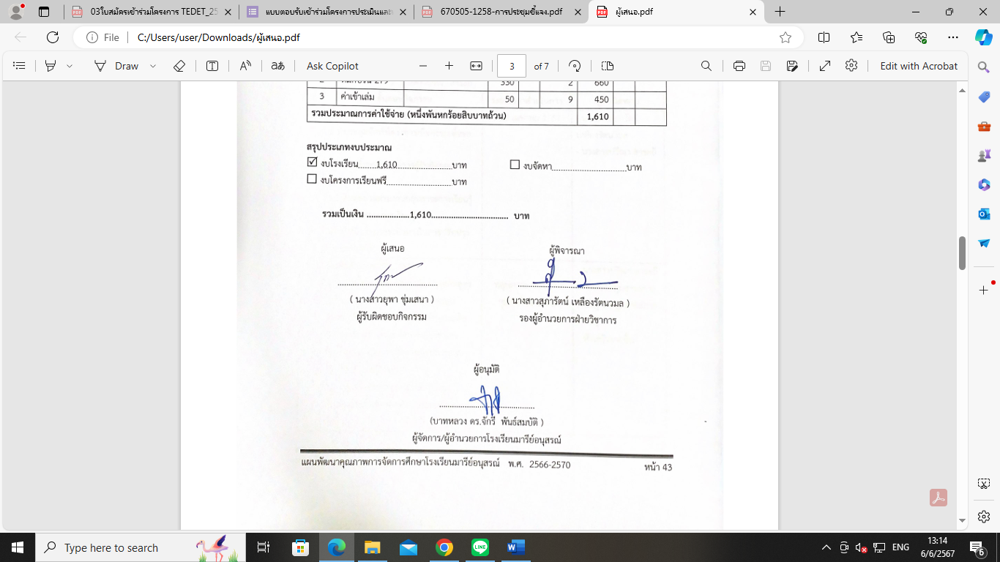 03ใบสมัครเข้าร่วมโครงการ TEDET_25
แบบตอบรับเข้าร่วมโครงการประเมินและ
670505-1258-การประชุมชี้แจง.pdf
ผู้เสนอ.pdf
File
C:/Users/user/Downloads/ผู้เสนอ.pdf
Draw
Ask Copilot
3 of 7
Edit with Acrobat
330 2 660
3 ค่าเข้าเล่ม 50 9 450
รวมประมาณการค่าใช้จ่าย (หนึ่งพันหกร้อยสิบบาทถ้วน) 1,610
สรุปประเภทงบประมาณ
งบโรงเรียน........1,610........................บาท
งบจัดหา................................บาท
งบโครงการเรียนฟรี............................บาท
รวมเป็นเงิน ...................1,610.................................. บาท
ผู้เสนอ
ผู้พิจารณา
( นางสาวยุพา ชุ่มเสนา )
( นางสาวสุภารัตน์ เหลืองรัตนวมล )
ผู้รับผิดชอบกิจกรรม
รองผู้อำนวยการฝ่ายวิชาการ
ผู้อนุมัติ
(บาทหลวง ดร.จักรี พันธ์สมบัติ )
ผู้จัดการ/ผู้อำนวยการโรงเรียนมารีย์อนุสรณ์
แผนพัฒนาคุณภาพการจัดการศึกษาโรงเรียนมารีย์อนุสรณ์ พ.ศ. 2566-2570
หน้า 43
Type here to search
ENG
13:14
6/6/2567
6